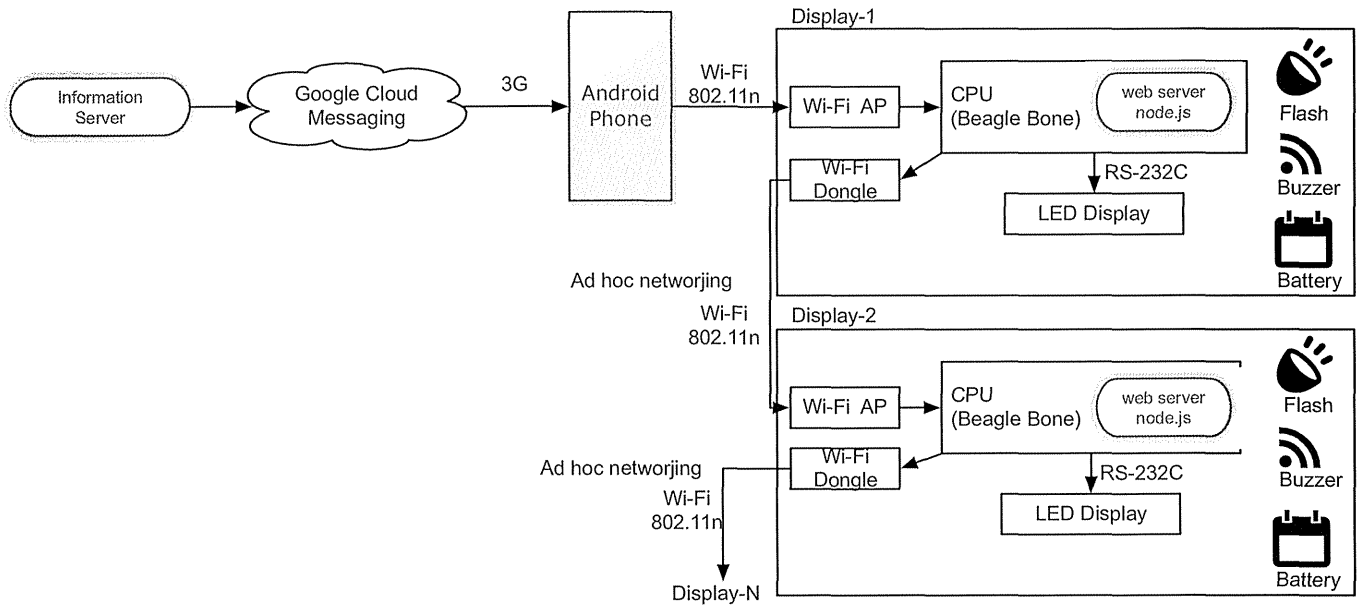 Display-1
Information
Server
Google Cloud
Messaging
3G
Android
Phone
Wi-Fi
802.11n
Wi-Fi AP
CPU
(Beagle Bone)
web server
node.js
Flash
Wi-Fi
Dongle
RS-232C
LED Display
Buzzer
Battery
Ad hoc networjing
Wi-Fi
802.11n
Display-2
Wi-Fi AP
CPU
(Beagle Bone)
web server
node.js
Flash
Wi-Fi
Dongle
RS-232C
LED Display
Buzzer
Battery
Ad hoc networjing
Wi-Fi
802.11n
Display-N